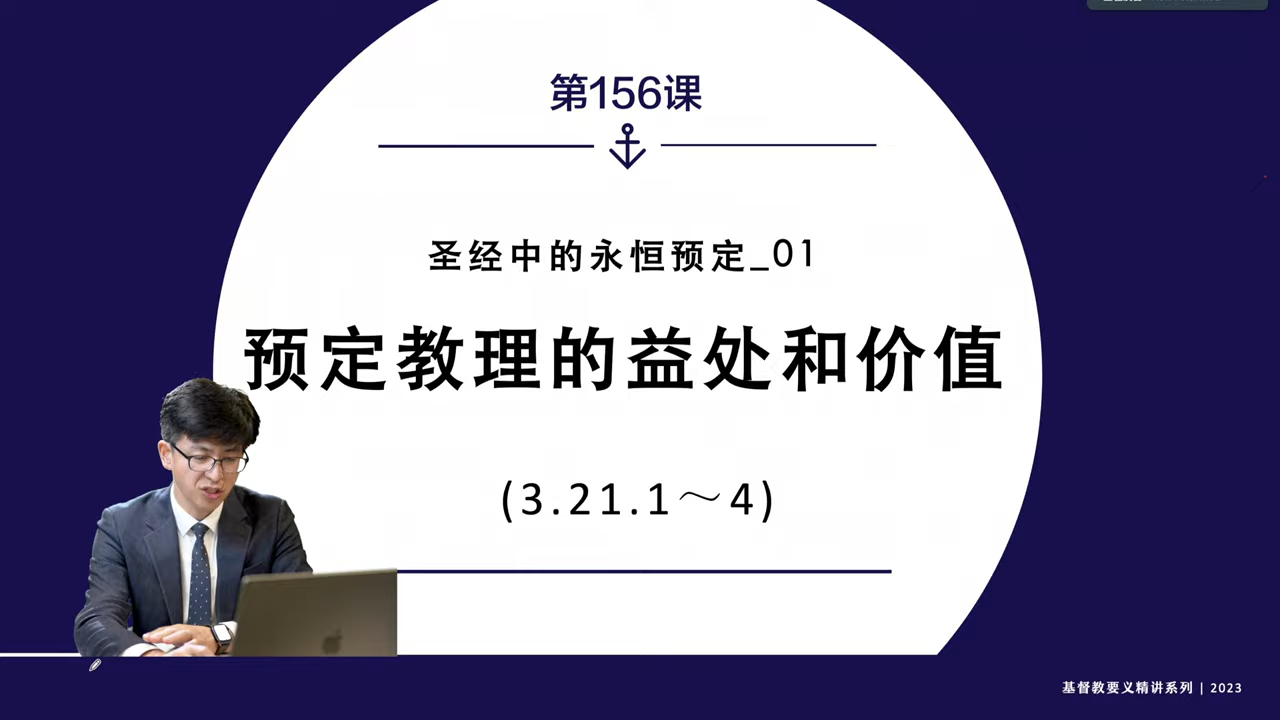 第156课
圣经中的永恒预定_01
预定教理的益处和价值
(3.21.1～4)
基督教要义精讲系列 | 2023